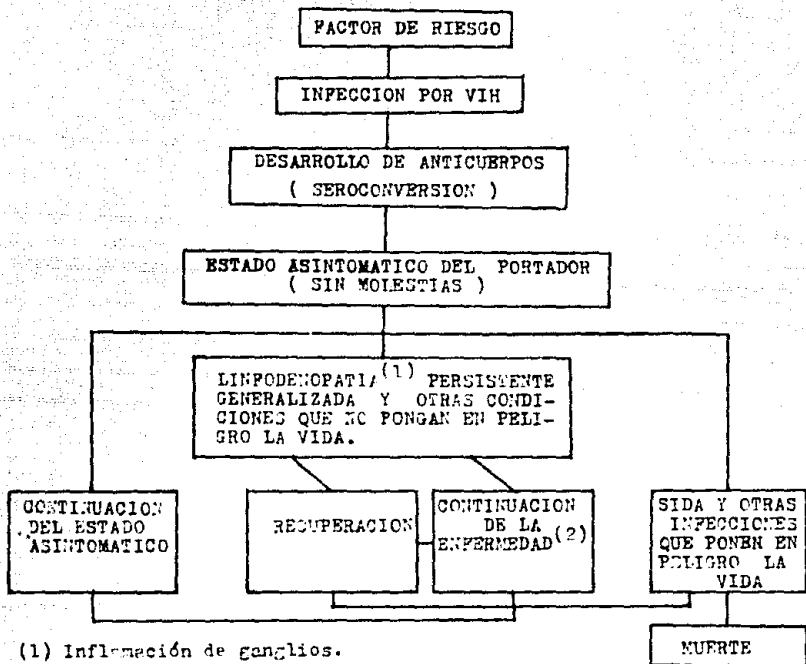 FACTOR DE RIESGO
INFECCION POR VIH
DESARROLLO DE ANTICUERPOS
( SEROCONVERSION )
ESTADO ASINTOMATICO DEL PORTADOR
( SIN MOLESTIAS )
LINFODENOPATIA(1) PERSISTENTE
GENERALIZADA Y OTRAS CONDI-
CIONES QUE NO PONGAN EN PELI-
GRO LA VIDA.
CONTINUACION
DEL ESTADO
ASINTOMATICO
RECUPERACION
CONTINUACION
DE LA
ENFERMEDAD(2)
SIDA Y OTRAS
INFECCIONES
QUE PONEN EN
PELIGRO LA
VIDA
(1) Inflamación de ganglios.
MUERTE